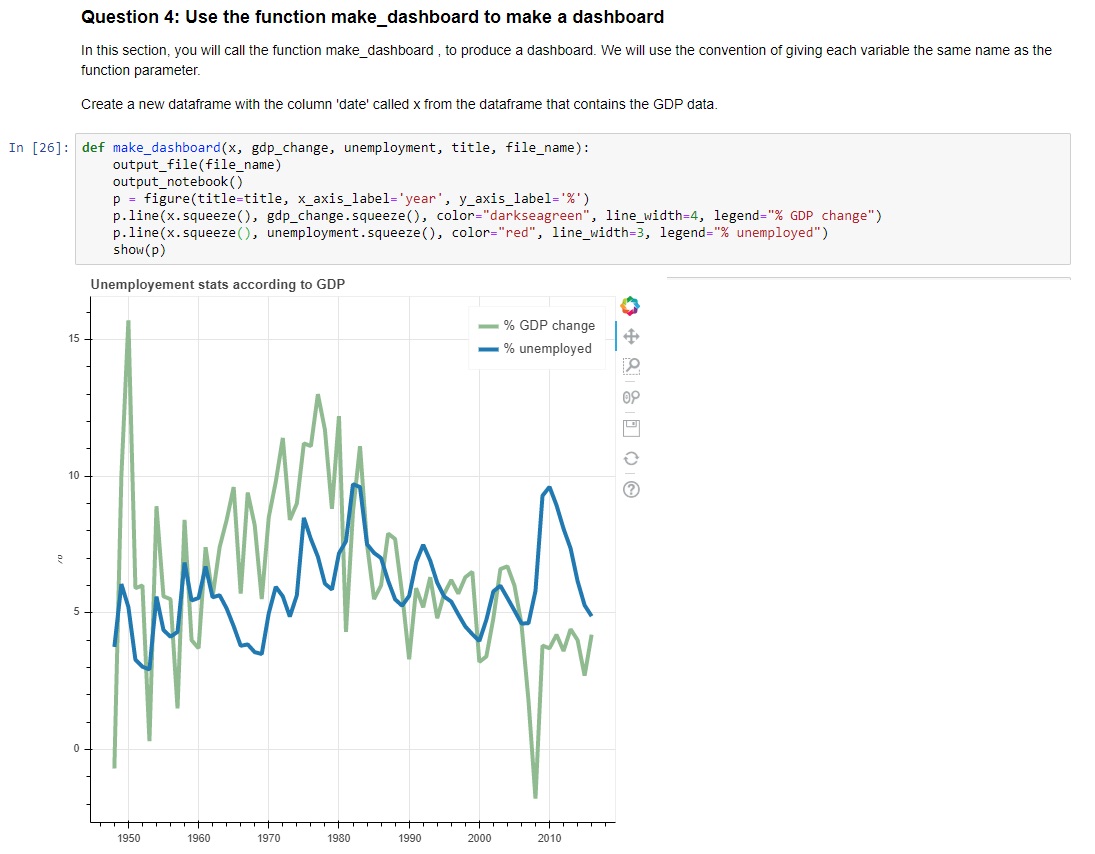 Question 4: Use the function make_dashboard to make a dashboard
In this section, you will call the function make_dashboard , to produce a dashboard. We will use the convention of giving each variable the same name as the
function parameter.
Create a new dataframe with the column 'date' called x from the dataframe that contains the GDP data.
In [26]: def make_dashboard(x, gdp_change, unemployment, title, file_name):
    output_file(file_name)
    output_notebook()
    p = figure(title=title, x_axis_label='year', y_axis_label='%')
    p.line(x.squeeze(), gdp_change.squeeze(), color="darkseagreen", line_width=4, legend="% GDP change")
    p.line(x.squeeze(), unemployment.squeeze(), color="red", line_width=3, legend="% unemployed")
    show(p)
Unemployement stats according to GDP
% GDP change
% unemployed
15
10
%
5
0
1950 1960 1970 1980 1990 2000 2010